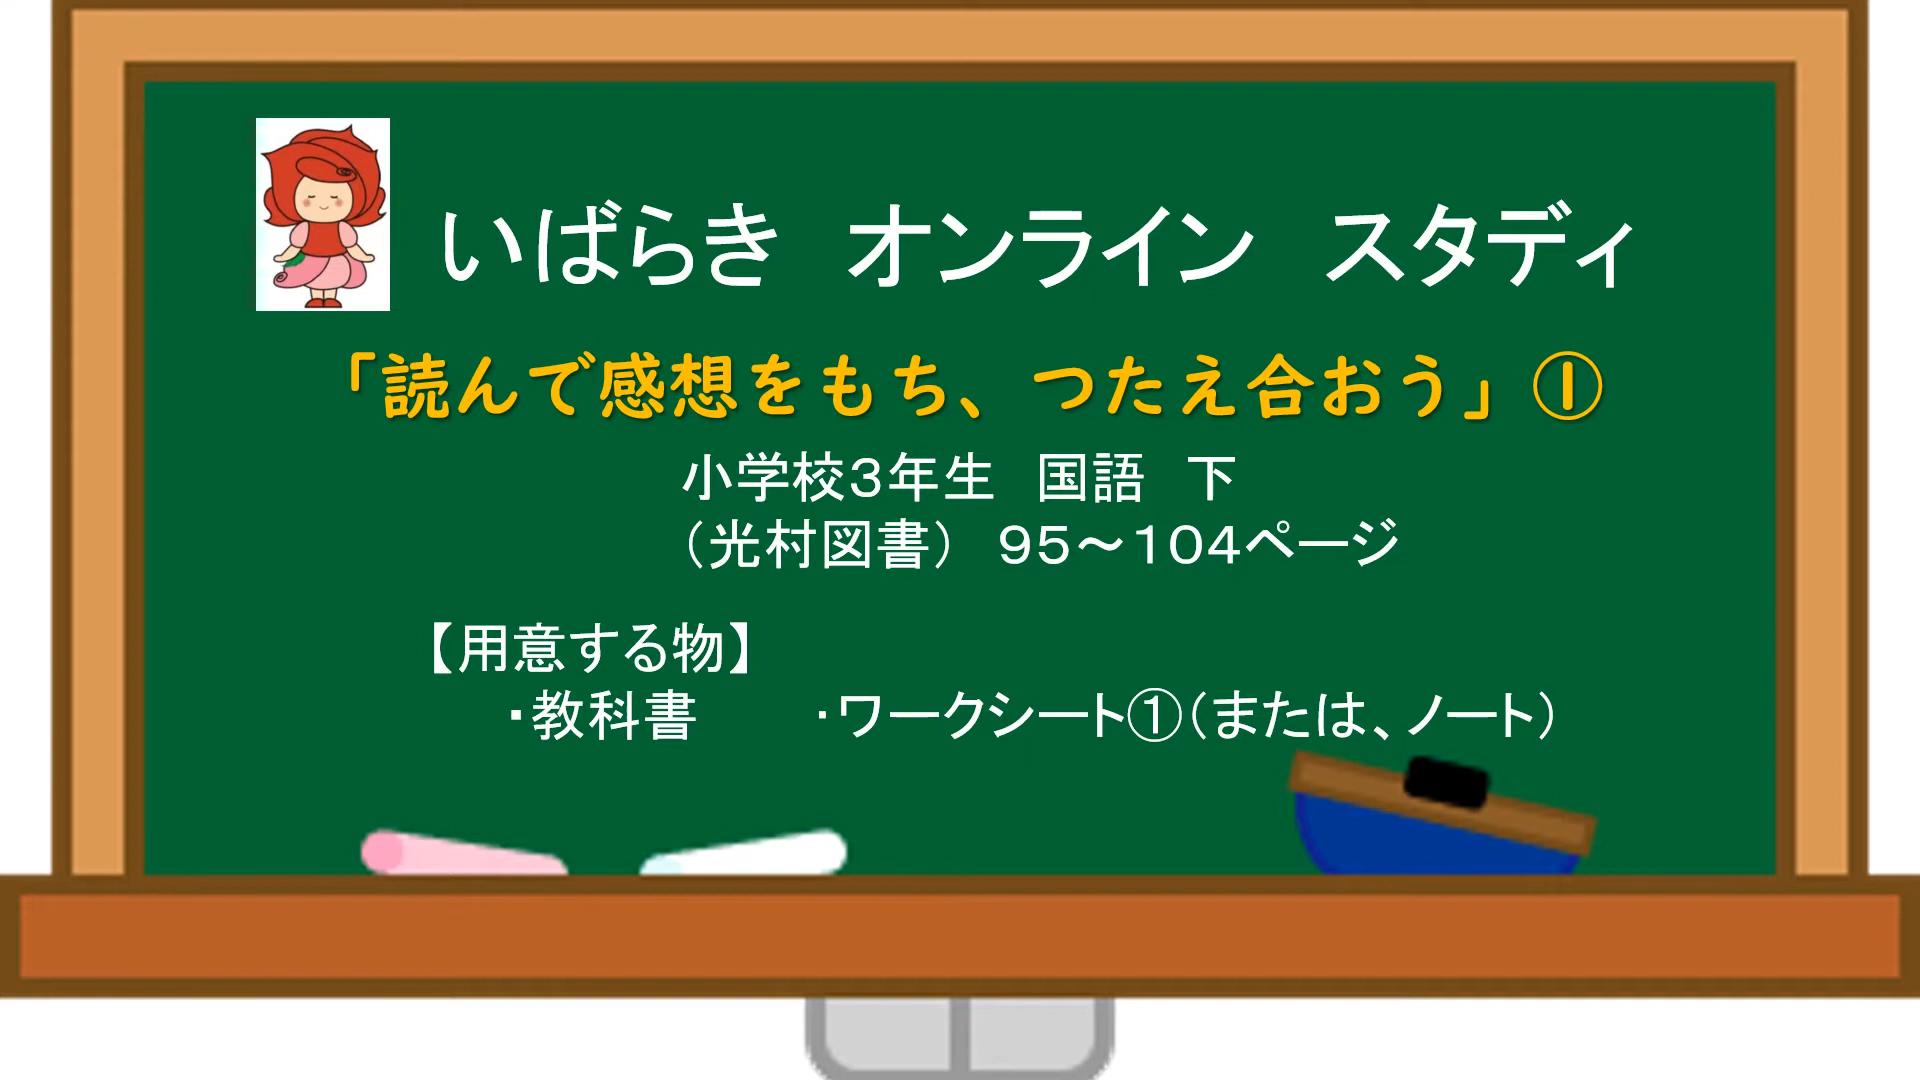 いばらき　オンライン　スタディ
「読んで感想をもち、つたえ合おう」①
小学校３年生　国語　下
（光村図書）　９５～１０４ページ
【用意する物】
・教科書　　・ワークシート①（または、ノート）